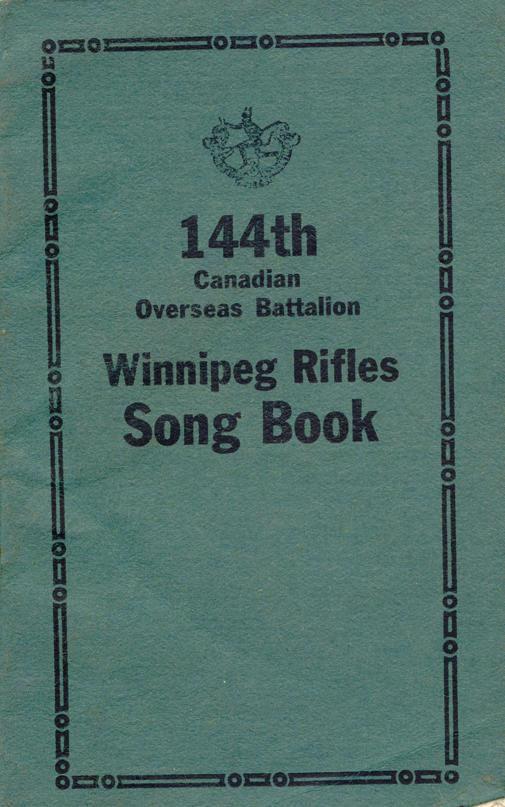 144th
Canadian
Overseas Battalion
Winnipeg Rifles
Song Book